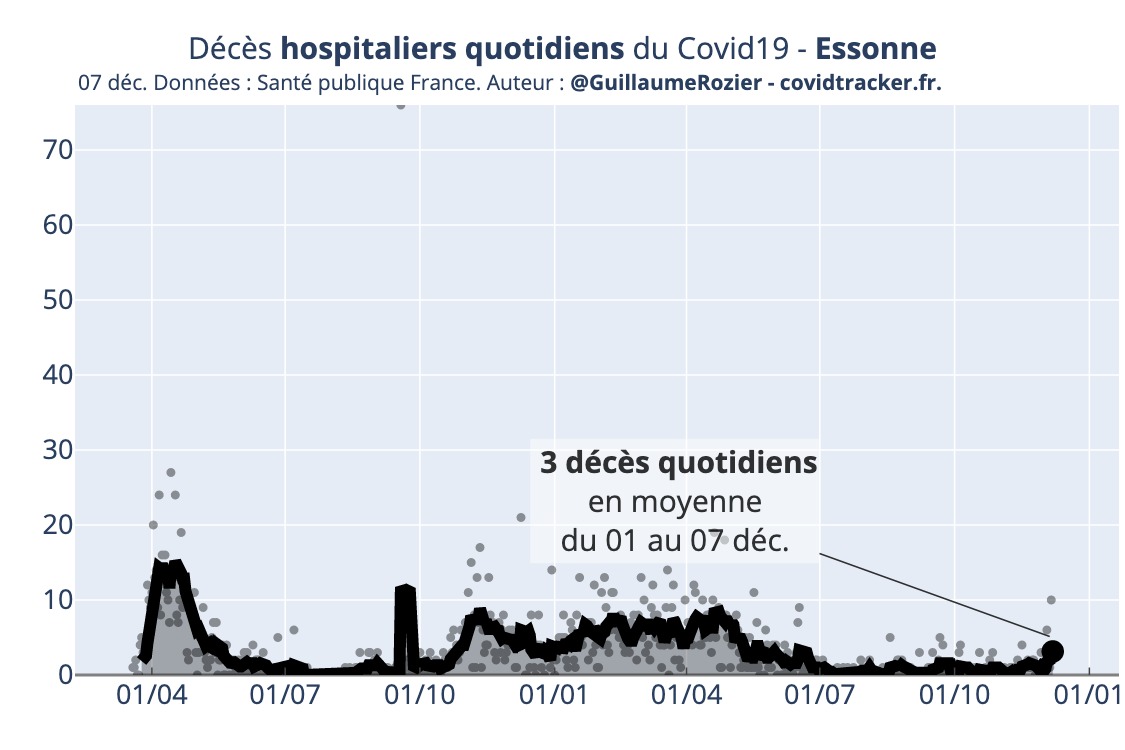 Décès hospitaliers quotidiens du Covid19 - Essonne
07 déc. Données : Santé publique France. Auteur : @GuillaumeRozier - covidtracker.fr.
70
60
50
40
30
20
10
0
3 décès quotidiens
en moyenne
du 01 au 07 déc.
01/04 01/07 01/10 01/01 01/04 01/07 01/10 01/01